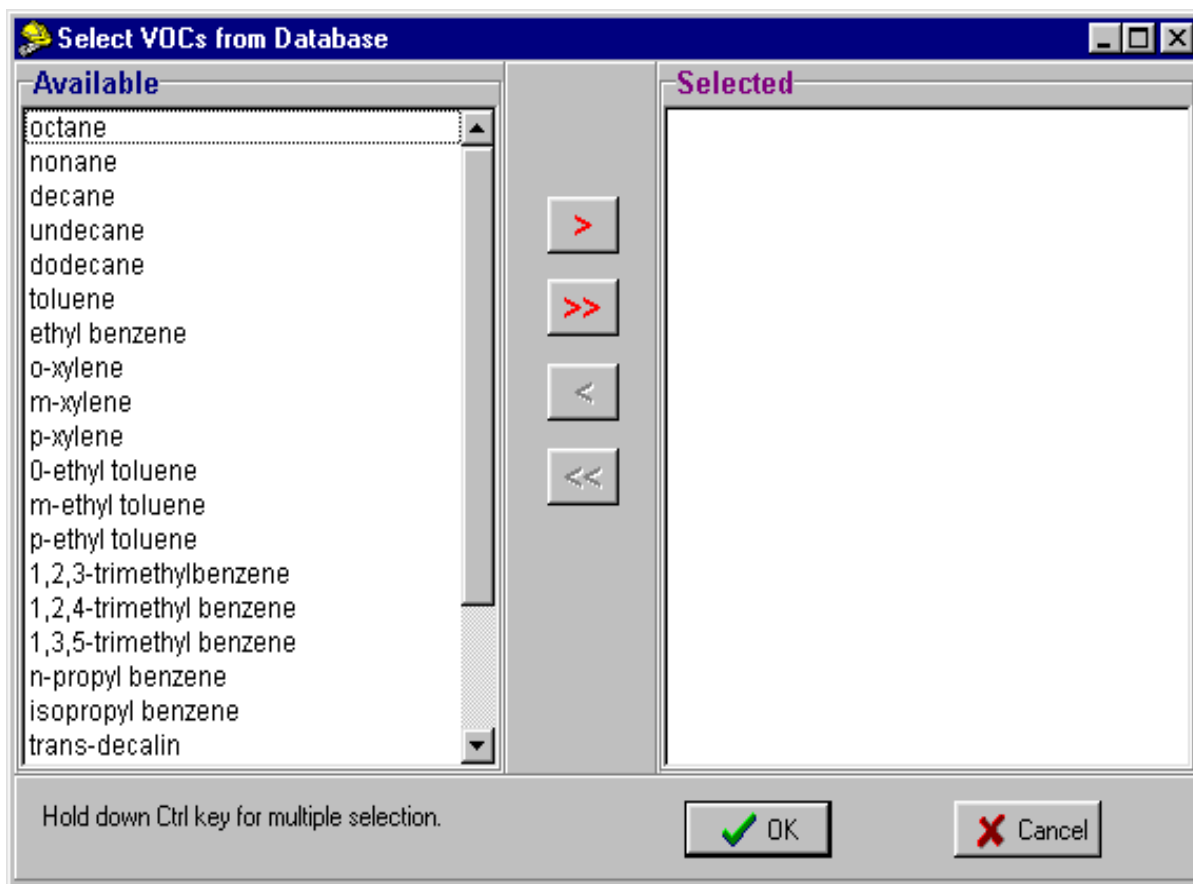 Select VOCs from Database
Available
octane
nonane
decane
undecane
dodecane
toluene
ethyl benzene
o-xylene
m-xylene
p-xylene
0-ethyl toluene
m-ethyl toluene
p-ethyl toluene
1,2,3-trimethylbenzene
1,2,4-trimethyl benzene
1,3,5-trimethyl benzene
n-propyl benzene
isopropyl benzene
trans-decalin
>
>>
<
<<
Selected
Hold down Ctrl key for multiple selection.
OK
Cancel